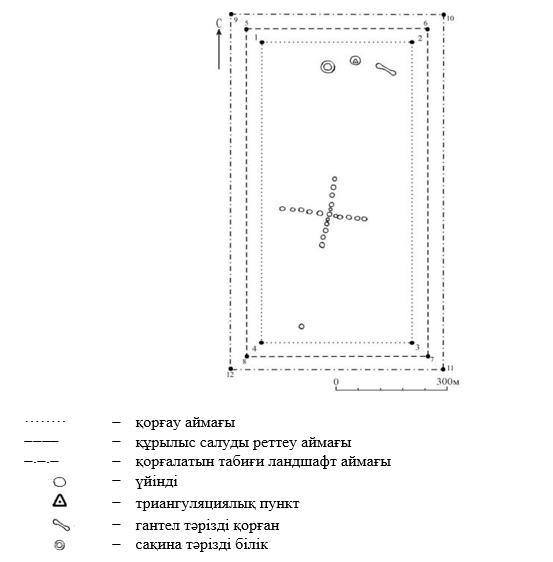 9
10
С
5
6
1
2
4
3
8
7
12
11
0
300м
........ – қорғау аймағы
–––– – құрылыс салуды реттеу аймағы
–.–.– – қорғалатын табиғи ландшафт аймағы
– үйінді
– триангуляциялық пункт
– гантел тәрізді қорған
– сақина тәрізді білік